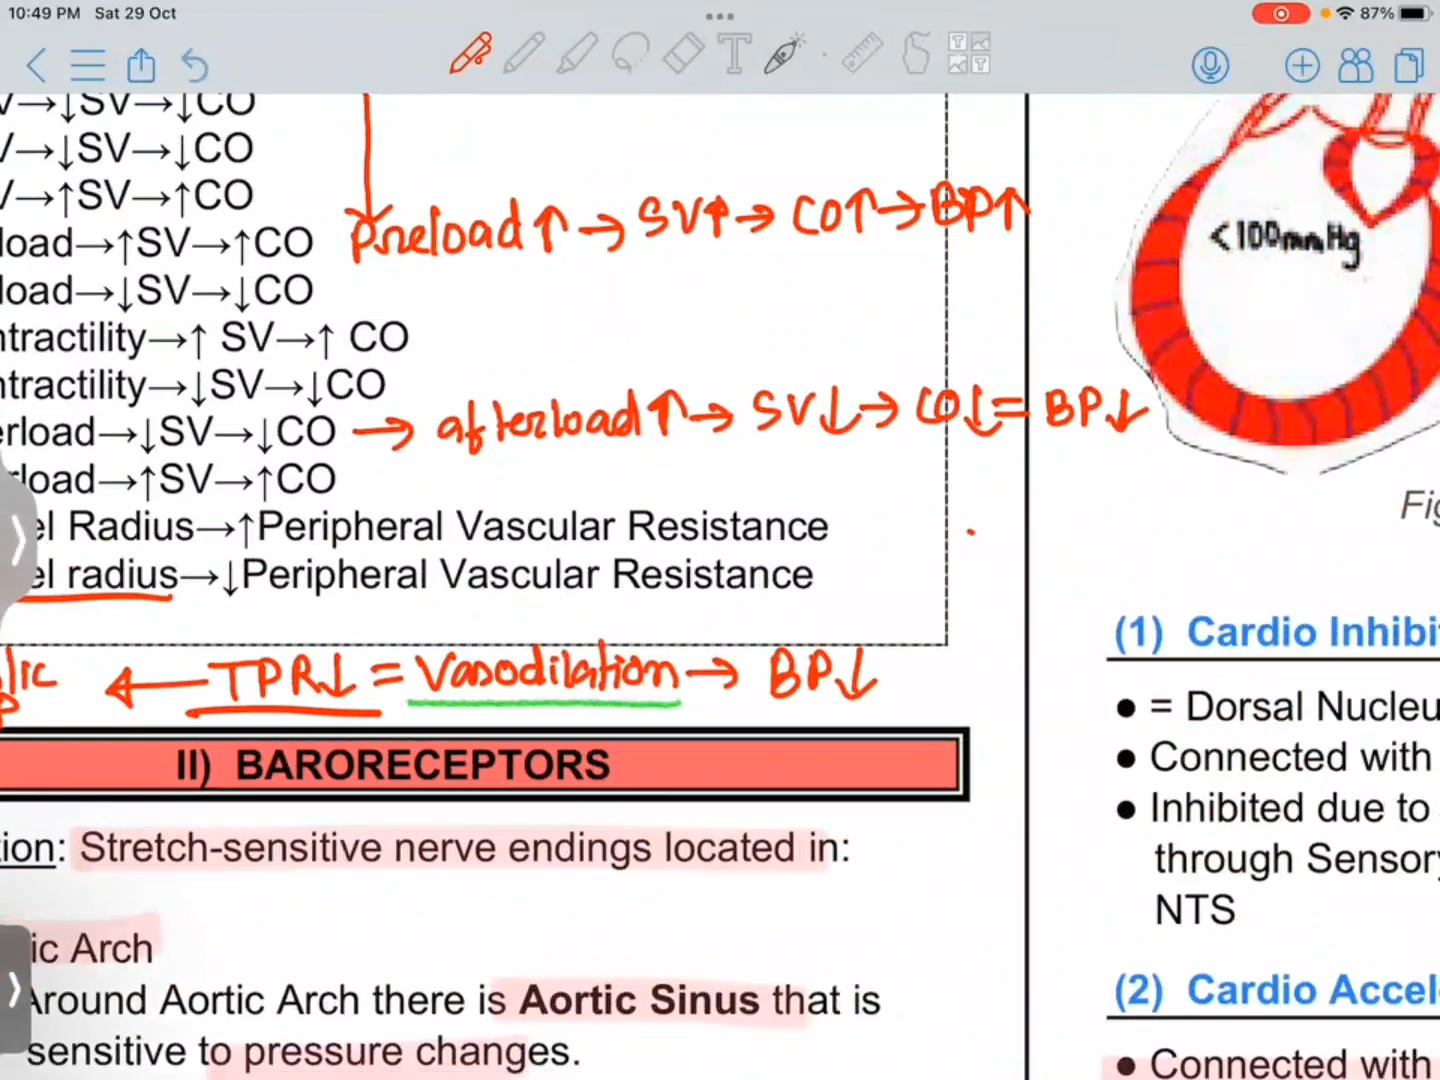 10:49 PM Sat 29 Oct
87%
→↓SV→↓CO
→↓SV→↓CO
→↑SV→↑CO
load→↑SV→↑CO
Preload↑→ SV↑→ CO↑→BP↑
load→↓SV→↓CO
ntractility→↑ SV→↑ CO
ntractility→↓SV→↓CO
erload→↓SV→↓CO → afterload↑→ SV↓→ CO↓= BP↓
rload→↑SV→↑CO
el Radius→↑Peripheral Vascular Resistance
el radius→↓Peripheral Vascular Resistance
lic ← TPR↓ = Vasodilation→ BP↓
II) BARORECEPTORS
tion: Stretch-sensitive nerve endings located in:
ic Arch
Around Aortic Arch there is Aortic Sinus that is
sensitive to pressure changes.
<100mmHg
Fig
(1) Cardio Inhibi
● = Dorsal Nucleu
● Connected with
● Inhibited due to
through Sensory
NTS
(2) Cardio Accel
● Connected with